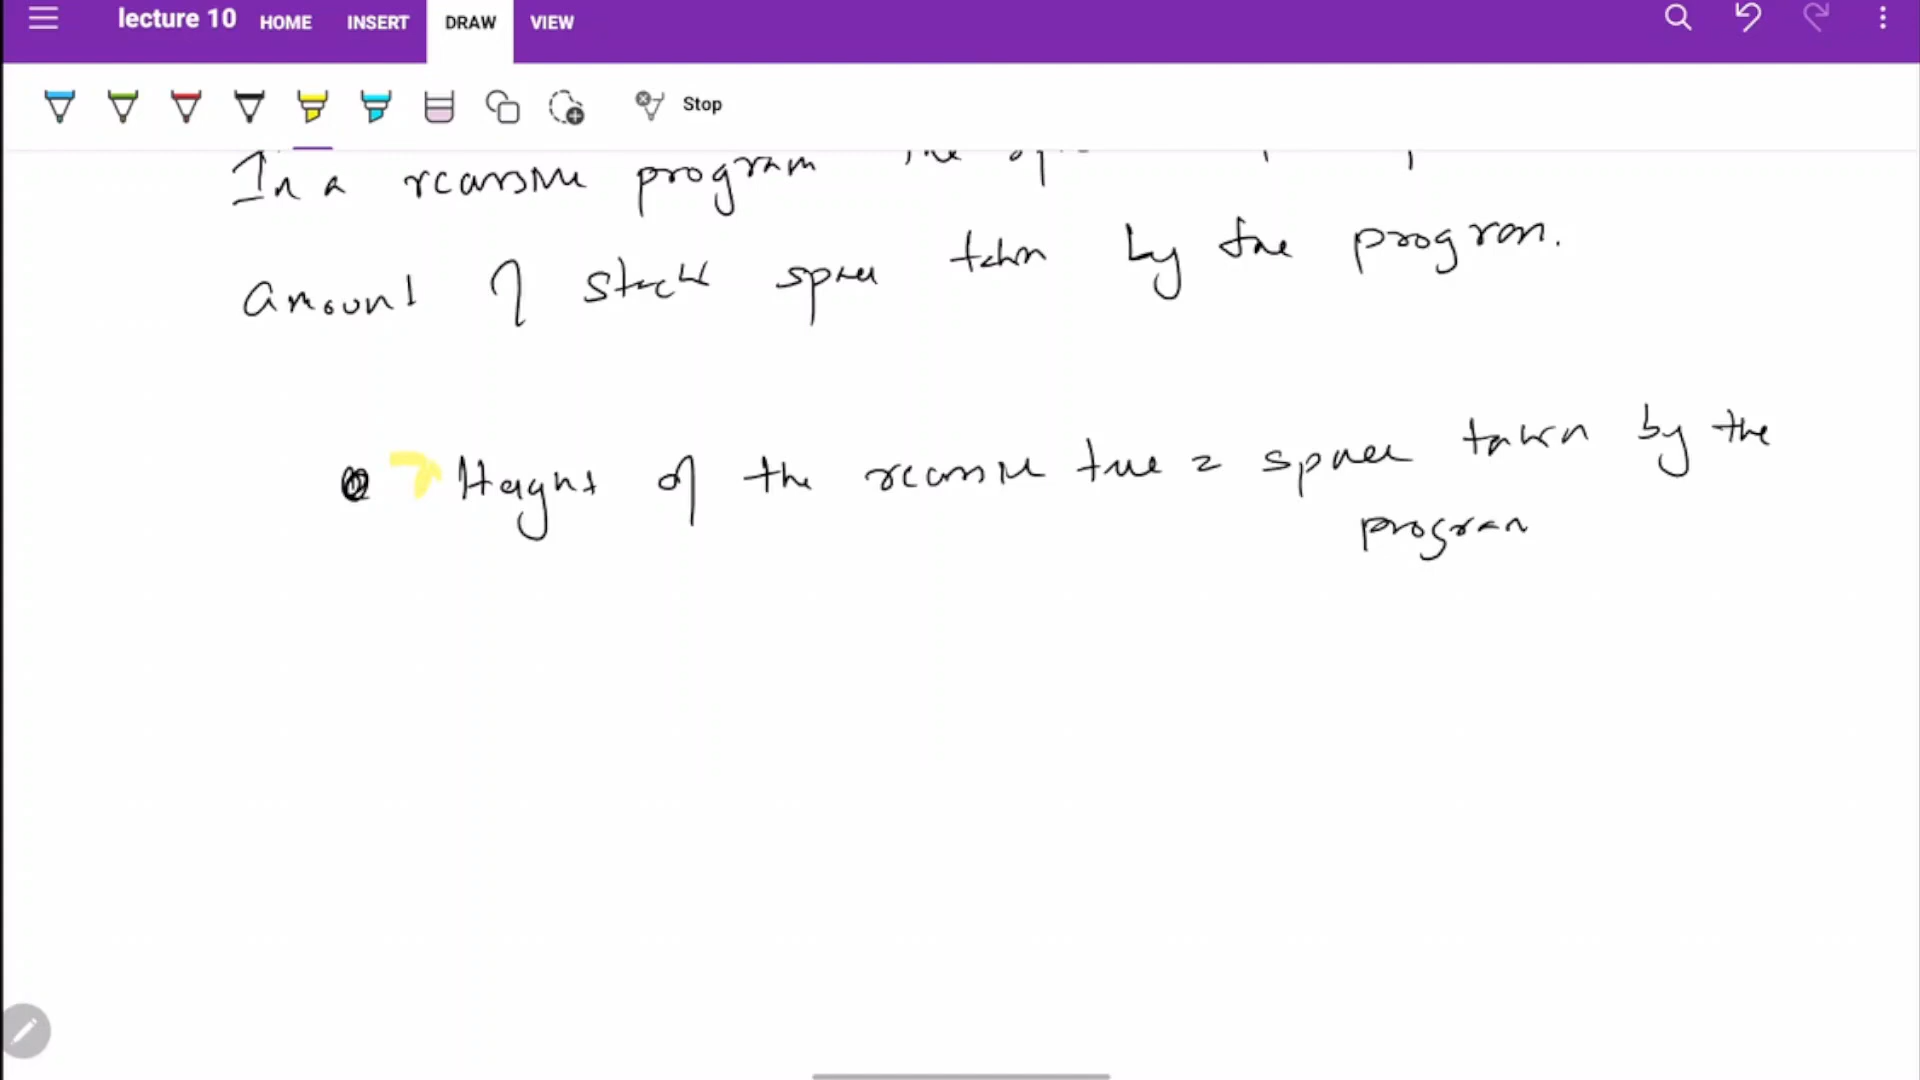 lecture 10 HOME INSERT DRAW VIEW
Stop
In a recursive program the
amount of stack space taken by the program.
Height of the recursive tree = space taken by the
program